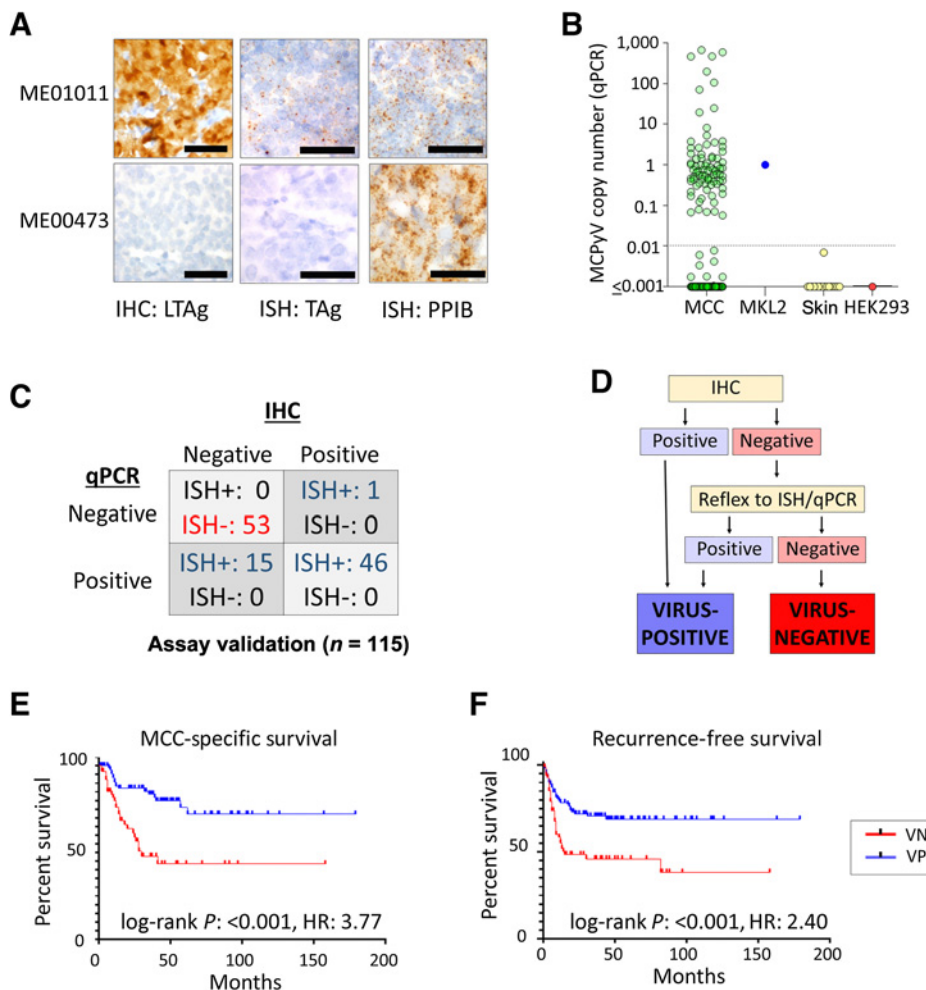 A
ME01011
ME00473
IHC: LTAg ISH: TAg ISH: PPIB
B
MCPyV copy number (qPCR)
1,000
100
10
1
0.1
0.01
≤0.001
MCC MKL2 Skin HEK293
C
IHC
Negative Positive
qPCR
Negative
ISH+: 0 ISH+: 1
ISH-: 53 ISH-: 0
Positive
ISH+: 15 ISH+: 46
ISH-: 0 ISH-: 0
Assay validation (n = 115)
D
IHC
Positive Negative
Reflex to ISH/qPCR
Positive Negative
VIRUS-
POSITIVE
VIRUS-
NEGATIVE
E
MCC-specific survival
Percent survival
100
50
0
log-rank P: <0.001, HR: 3.77
0 50 100 150 200
Months
F
Recurrence-free survival
Percent survival
100
50
0
log-rank P: <0.001, HR: 2.40
0 50 100 150 200
Months
VN
VP